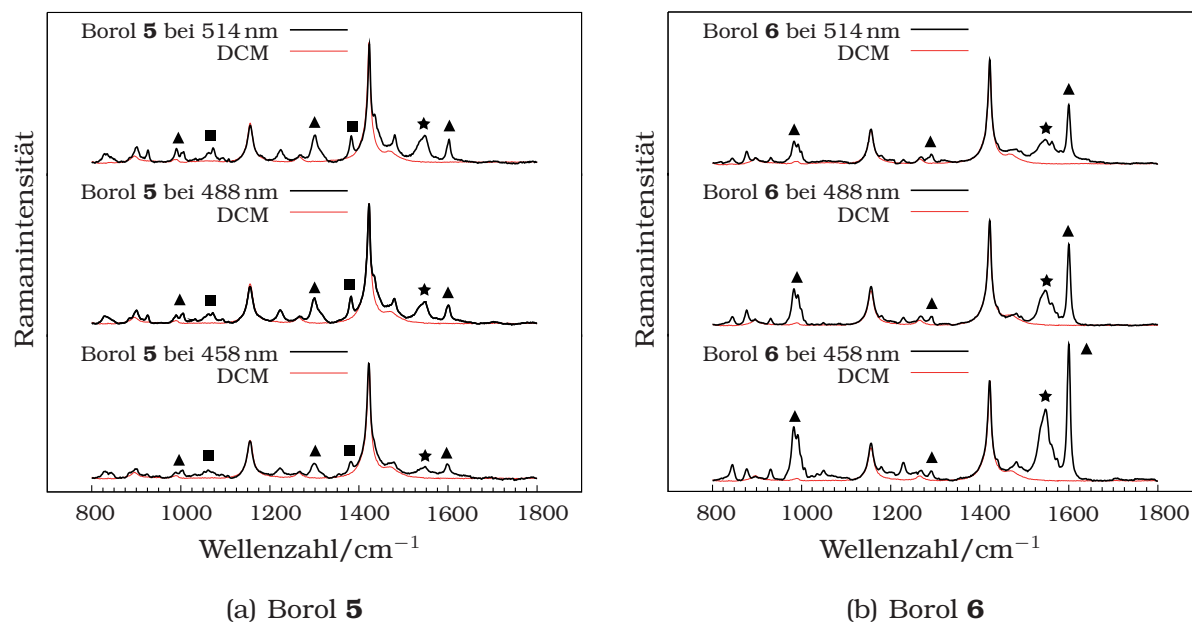 Ramanintensität
Borol 5 bei 514 nm
DCM
Borol 5 bei 488 nm
DCM
Borol 5 bei 458 nm
DCM
800 1000 1200 1400 1600 1800
Wellenzahl/cm⁻¹
(a) Borol 5
Ramanintensität
Borol 6 bei 514 nm
DCM
Borol 6 bei 488 nm
DCM
Borol 6 bei 458 nm
DCM
800 1000 1200 1400 1600 1800
Wellenzahl/cm⁻¹
(b) Borol 6